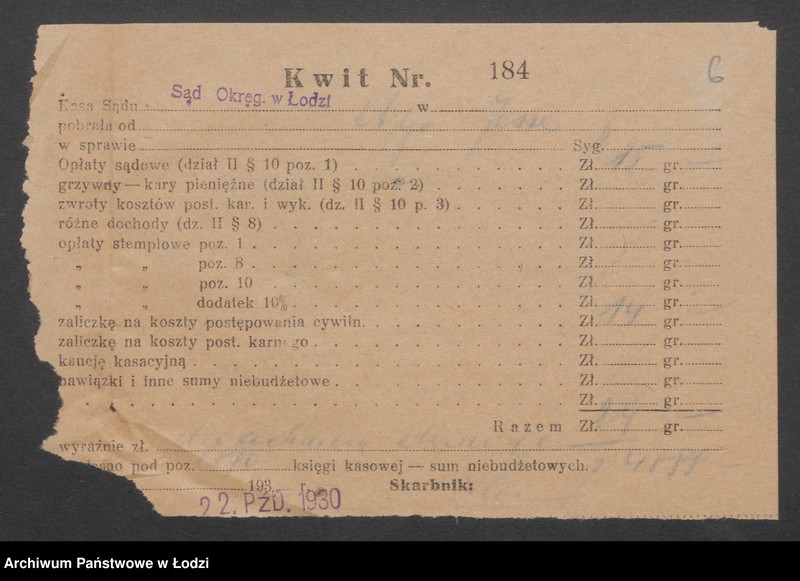 6
Kwit Nr. 184
Kasa Sądu Sąd Okręg. w Łodzi w
pobrała od
w sprawie Syg.
Opłaty sądowe (dział II § 10 poz. 1) Zł. 15 gr. —
grzywny — kary pieniężne (dział II § 10 poz. 2) Zł. gr.
zwroty kosztów post. kar. i wyk. (dz. II § 10 p. 3) Zł. gr.
różne dochody (dz. II § 8) Zł. gr.
opłaty stemplowe poz. 1 Zł. gr.
„ „ poz. 8 Zł. gr.
„ „ poz. 10 Zł. gr.
„ „ dodatek 10% Zł. gr.
zaliczkę na koszty postępowania cywiln. Zł. 14 gr. —
zaliczkę na koszty post. karnego Zł. gr.
kaucję kasacyjną Zł. gr.
nawiązki i inne sumy niebudżetowe Zł. gr.
Zł. gr.
Razem Zł. gr.
wyraźnie zł.
sano pod poz. księgi kasowej — sum niebudżetowych.
193 r. Skarbnik:
22. PŹD. 1930
Archiwum Państwowe w Łodzi